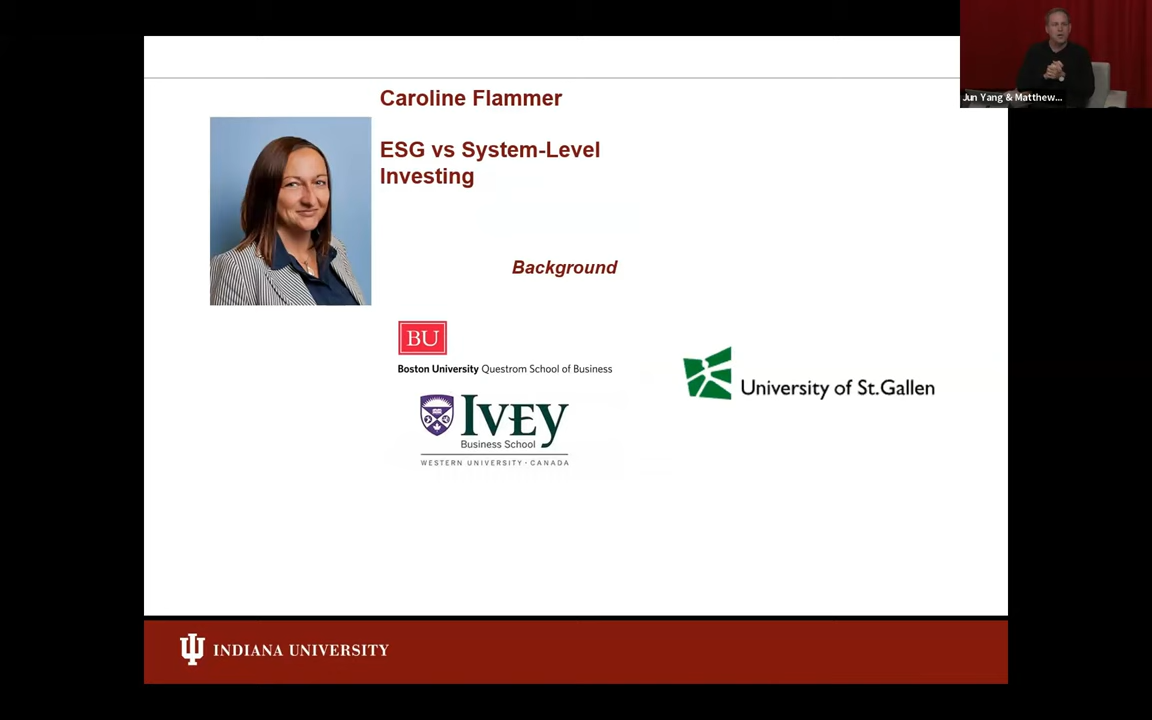 Jun Yang & Matthew...
Caroline Flammer
ESG vs System-Level
Investing
Background
BU
Boston University Questrom School of Business
IVEY
Business School
WESTERN UNIVERSITY · CANADA
University of St.Gallen
INDIANA UNIVERSITY